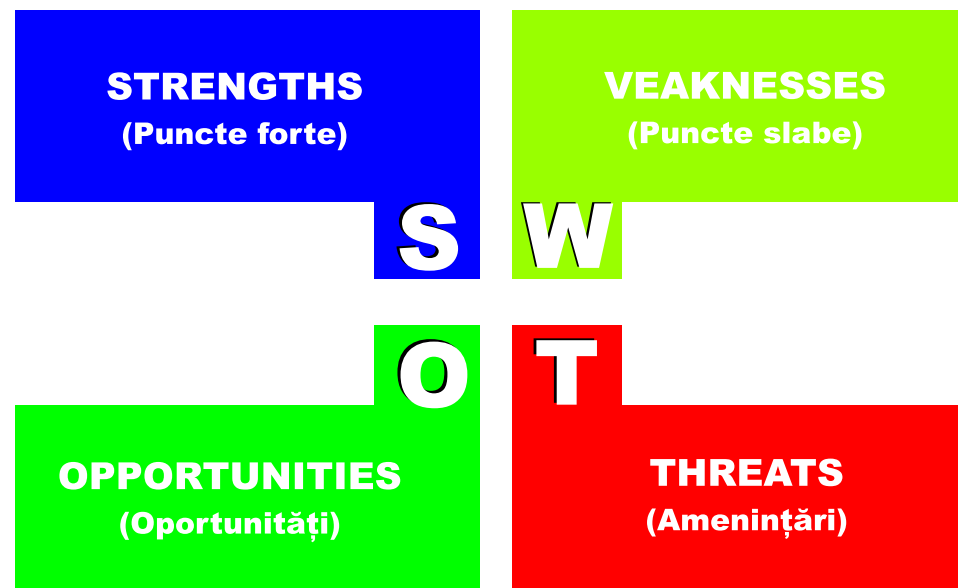 STRENGTHS
(Puncte forte)
VEAKNESSES
(Puncte slabe)
S
W
O
T
OPPORTUNITIES
(Oportunități)
THREATS
(Amenințări)